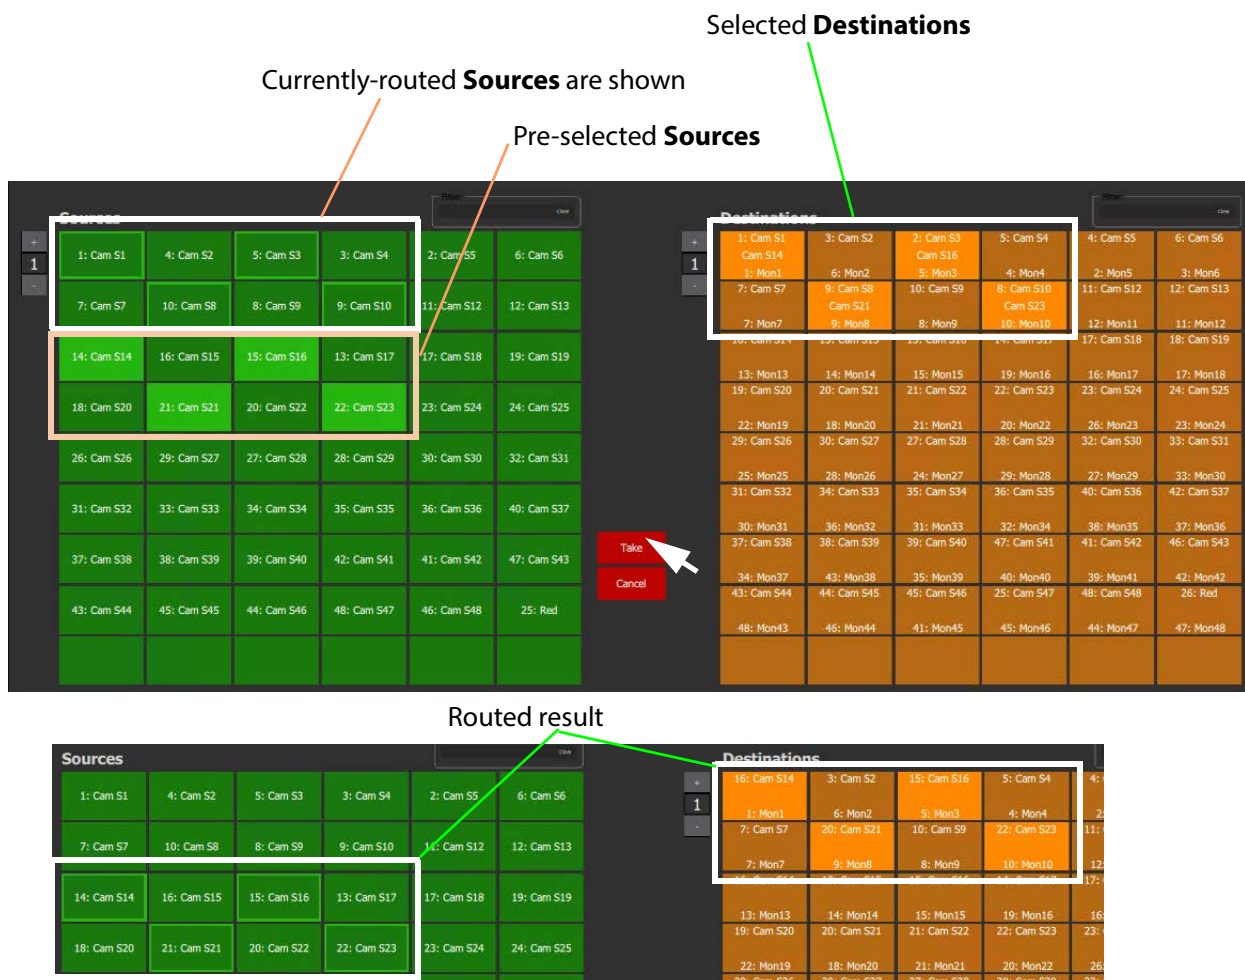 Selected Destinations
Currently-routed Sources are shown
Pre-selected Sources
Sources
Filter
Clear
Destinations
Filter
Clear
+
1
-
1: Cam S1 4: Cam S2 5: Cam S3 3: Cam S4 2: Cam S5 6: Cam S6
7: Cam S7 10: Cam S8 8: Cam S9 9: Cam S10 11: Cam S12 12: Cam S13
14: Cam S14 16: Cam S15 15: Cam S16 13: Cam S17 17: Cam S18 19: Cam S19
18: Cam S20 21: Cam S21 20: Cam S22 22: Cam S23 23: Cam S24 24: Cam S25
26: Cam S26 29: Cam S27 27: Cam S28 28: Cam S29 30: Cam S30 32: Cam S31
31: Cam S32 33: Cam S33 34: Cam S34 35: Cam S35 36: Cam S36 40: Cam S37
37: Cam S38 38: Cam S39 39: Cam S40 42: Cam S41 41: Cam S42 47: Cam S43
43: Cam S44 45: Cam S45 44: Cam S46 48: Cam S47 46: Cam S48 25: Red
Take
Cancel
+
1
-
1: Cam S1 3: Cam S2 2: Cam S3 5: Cam S4 4: Cam S5 6: Cam S6
Cam S14 Cam S16
1: Mon1 6: Mon2 5: Mon3 4: Mon4 2: Mon5 3: Mon6
7: Cam S7 9: Cam S8 10: Cam S9 8: Cam S10 11: Cam S12 12: Cam S13
Cam S21 Cam S23
7: Mon7 9: Mon8 8: Mon9 10: Mon10 12: Mon11 11: Mon12
16: Cam S14 13: Cam S15 15: Cam S16 14: Cam S17 17: Cam S18 18: Cam S19
13: Mon13 14: Mon14 15: Mon15 19: Mon16 16: Mon17 17: Mon18
19: Cam S20 20: Cam S21 21: Cam S22 22: Cam S23 23: Cam S24 24: Cam S25
22: Mon19 18: Mon20 21: Mon21 20: Mon22 26: Mon23 23: Mon24
29: Cam S26 30: Cam S27 27: Cam S28 28: Cam S29 32: Cam S30 33: Cam S31
25: Mon25 28: Mon26 24: Mon27 29: Mon28 27: Mon29 33: Mon30
31: Cam S32 34: Cam S33 35: Cam S34 36: Cam S35 40: Cam S36 42: Cam S37
30: Mon31 36: Mon32 31: Mon33 32: Mon34 38: Mon35 37: Mon36
37: Cam S38 38: Cam S39 39: Cam S40 47: Cam S41 41: Cam S42 46: Cam S43
34: Mon37 43: Mon38 35: Mon39 40: Mon40 39: Mon41 42: Mon42
43: Cam S44 44: Cam S45 45: Cam S46 25: Cam S47 48: Cam S48 26: Red
48: Mon43 46: Mon44 41: Mon45 45: Mon46 44: Mon47 47: Mon48
Routed result
Sources
Clear
Destinations
1: Cam S1 4: Cam S2 5: Cam S3 3: Cam S4 2: Cam S5 6: Cam S6
7: Cam S7 10: Cam S8 8: Cam S9 9: Cam S10 11: Cam S12 12: Cam S13
14: Cam S14 16: Cam S15 15: Cam S16 13: Cam S17 17: Cam S18 19: Cam S19
18: Cam S20 21: Cam S21 20: Cam S22 22: Cam S23 23: Cam S24 24: Cam S25
+
1
-
16: Cam S14 3: Cam S2 15: Cam S16 5: Cam S4 4:
1: Mon1 6: Mon2 5: Mon3 4: Mon4 2:
7: Cam S7 20: Cam S21 10: Cam S9 22: Cam S23 11:
7: Mon7 9: Mon8 8: Mon9 10: Mon10 12:
17:
13: Mon13 14: Mon14 15: Mon15 19: Mon16 16:
19: Cam S20 20: Cam S21 21: Cam S22 22: Cam S23 23:
22: Mon19 18: Mon20 21: Mon21 20: Mon22 26: